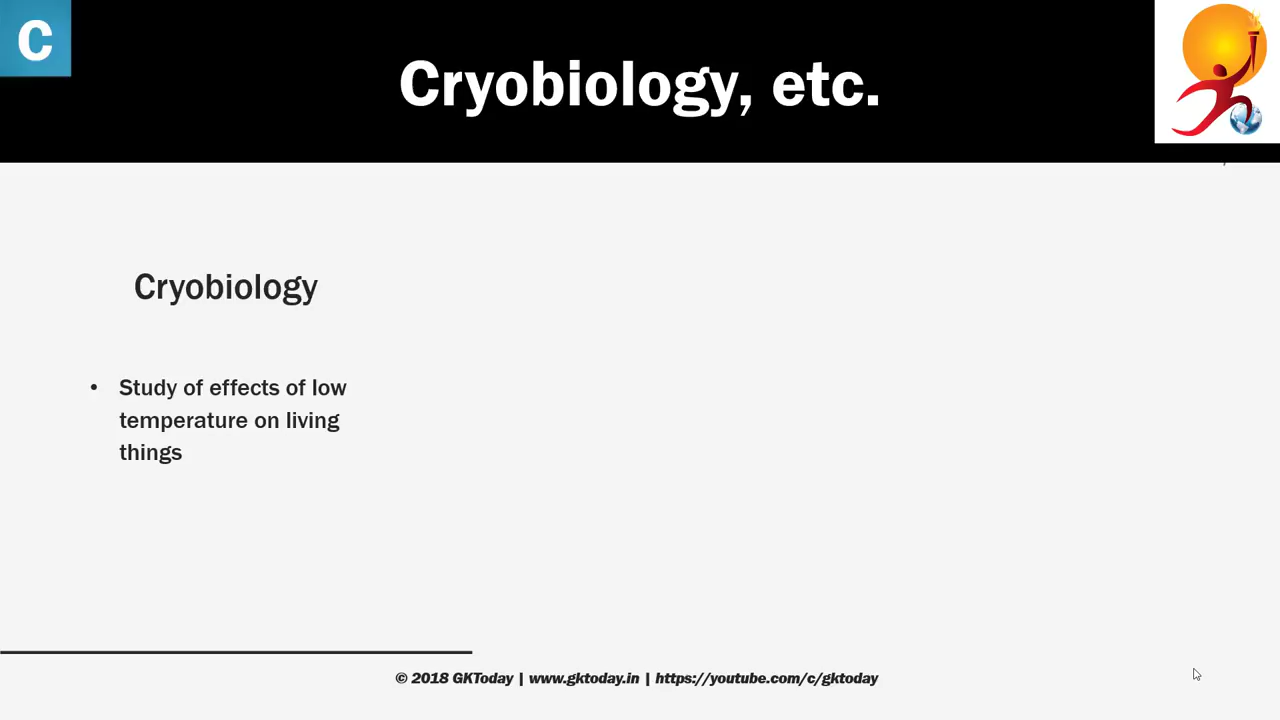 C
Cryobiology, etc.
Cryobiology
• Study of effects of low
temperature on living
things
© 2018 GKToday | www.gktoday.in | https://youtube.com/c/gktoday